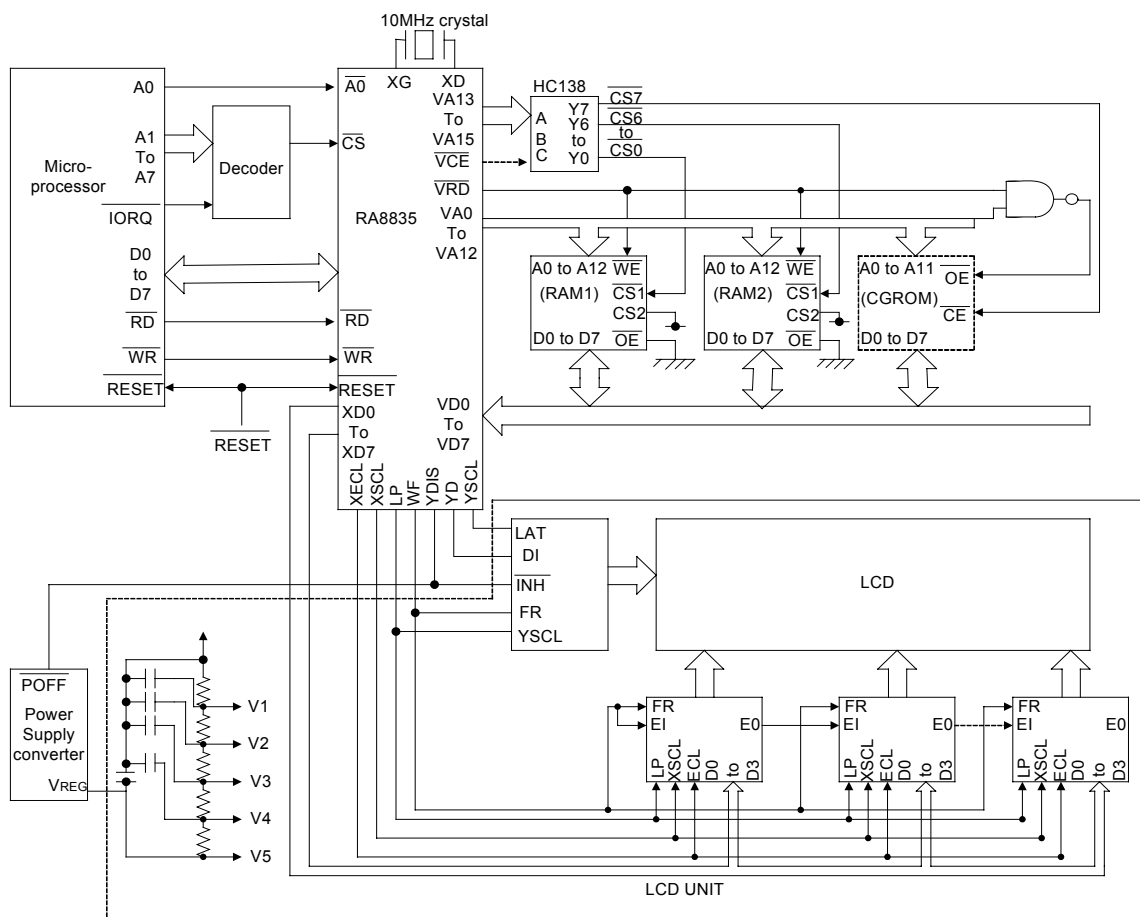 10MHz crystal
Micro-
processor
A0
A1
To
A7
IORQ
D0
to
D7
RD
WR
RESET
Decoder
RESET
XG
XD
A0
CS
RD
WR
RESET
XD0
To
XD7
RA8835
VA13
To
VA15
VCE
VRD
VA0
To
VA12
VD0
To
VD7
XECL
XSCL
LP
WF
YDIS
YD
YSCL
HC138
A
B
C
Y7
Y6
to
Y0
CS7
CS6
to
CS0
A0 to A12
WE
(RAM1)
CS1
CS2
D0 to D7
OE
A0 to A12
WE
(RAM2)
CS1
CS2
D0 to D7
OE
A0 to A11
OE
(CGROM)
CE
D0 to D7
LAT
DI
INH
FR
YSCL
LCD
POFF
Power
Supply
converter
VREG
V1
V2
V3
V4
V5
FR
EI
E0
LP
XSCL
ECL
D0
to
D3
FR
EI
E0
LP
XSCL
ECL
D0
to
D3
FR
EI
E0
LP
XSCL
ECL
D0
to
D3
LCD UNIT